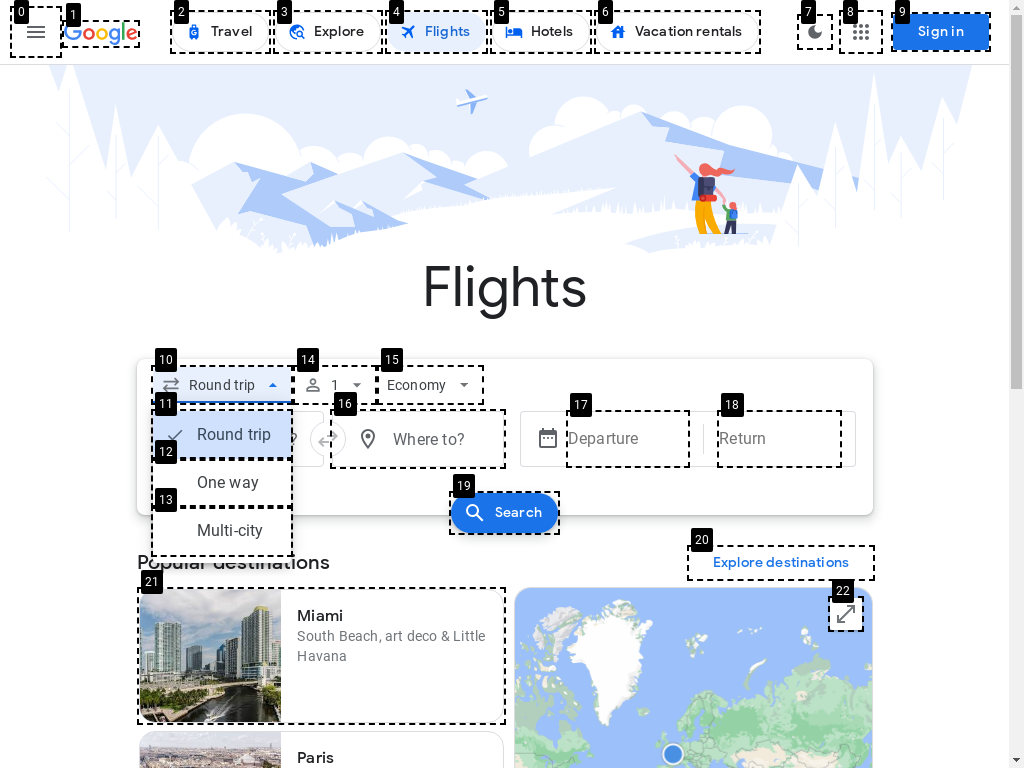 0
1
2
3
4
5
6
7
8
9
Google
Travel
Explore
Flights
Hotels
Vacation rentals
Sign in
Flights
10
14
15
Round trip
1
Economy
11
16
17
18
Round trip
?
Where to?
Departure
Return
12
One way
13
Multi-city
19
Search
20
Popular destinations
Explore destinations
21
22
Miami
South Beach, art deco & Little
Havana
Paris